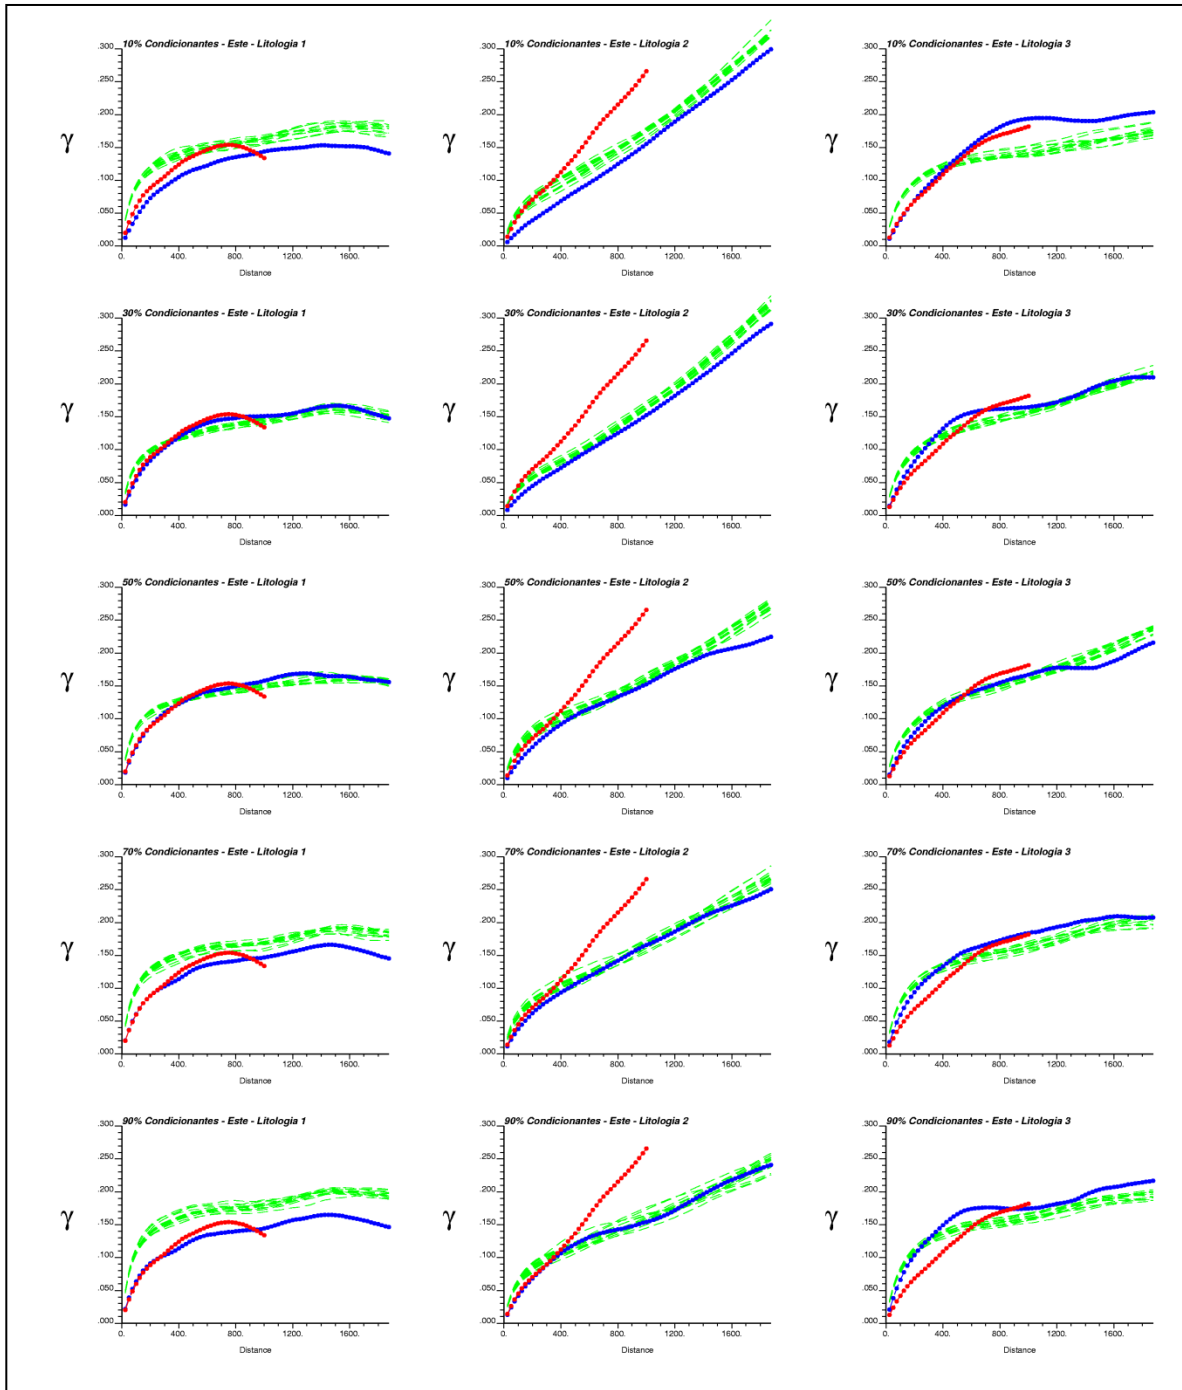 10% Condicionantes - Este - Litologia 1
.300
.250
.200
γ
.150
.100
.050
.000
0. 400. 800. 1200. 1600.
Distance
10% Condicionantes - Este - Litologia 2
.300
.250
.200
γ
.150
.100
.050
.000
0. 400. 800. 1200. 1600.
Distance
10% Condicionantes - Este - Litologia 3
.300
.250
.200
γ
.150
.100
.050
.000
0. 400. 800. 1200. 1600.
Distance
30% Condicionantes - Este - Litologia 1
.300
.250
.200
γ
.150
.100
.050
.000
0. 400. 800. 1200. 1600.
Distance
30% Condicionantes - Este - Litologia 2
.300
.250
.200
γ
.150
.100
.050
.000
0. 400. 800. 1200. 1600.
Distance
30% Condicionantes - Este - Litologia 3
.300
.250
.200
γ
.150
.100
.050
.000
0. 400. 800. 1200. 1600.
Distance
50% Condicionantes - Este - Litologia 1
.300
.250
.200
γ
.150
.100
.050
.000
0. 400. 800. 1200. 1600.
Distance
50% Condicionantes - Este - Litologia 2
.300
.250
.200
γ
.150
.100
.050
.000
0. 400. 800. 1200. 1600.
Distance
50% Condicionantes - Este - Litologia 3
.300
.250
.200
γ
.150
.100
.050
.000
0. 400. 800. 1200. 1600.
Distance
70% Condicionantes - Este - Litologia 1
.300
.250
.200
γ
.150
.100
.050
.000
0. 400. 800. 1200. 1600.
Distance
70% Condicionantes - Este - Litologia 2
.300
.250
.200
γ
.150
.100
.050
.000
0. 400. 800. 1200. 1600.
Distance
70% Condicionantes - Este - Litologia 3
.300
.250
.200
γ
.150
.100
.050
.000
0. 400. 800. 1200. 1600.
Distance
90% Condicionantes - Este - Litologia 1
.300
.250
.200
γ
.150
.100
.050
.000
0. 400. 800. 1200. 1600.
Distance
90% Condicionantes - Este - Litologia 2
.300
.250
.200
γ
.150
.100
.050
.000
0. 400. 800. 1200. 1600.
Distance
90% Condicionantes - Este - Litologia 3
.300
.250
.200
γ
.150
.100
.050
.000
0. 400. 800. 1200. 1600.
Distance